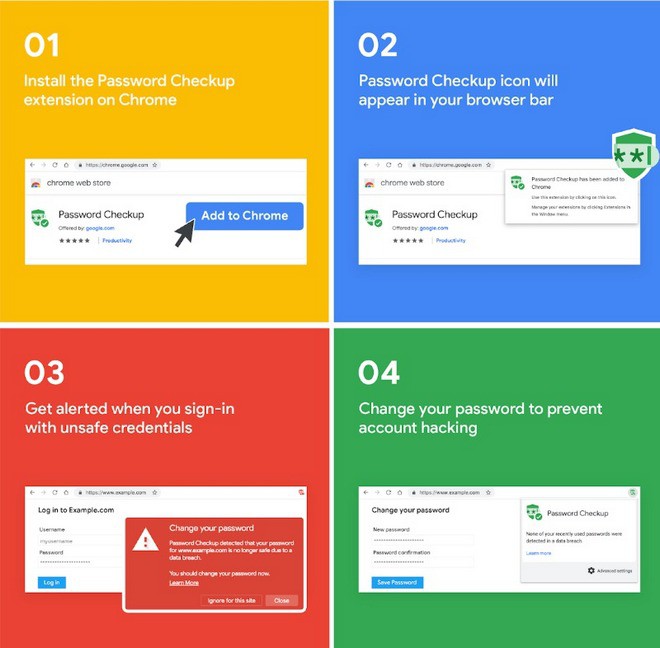 01
Install the Password Checkup
extension on Chrome
https://chrome.google.com
chrome web store
Password Checkup
Add to Chrome
Offered by: google.com
★★★★★ | Productivity
02
Password Checkup icon will
appear in your browser bar
**|
https://chrome.google.com
chrome web store
Password Checkup has been added to
Chrome
Use this extension by clicking on this icon.
Manage your extensions by clicking Extensions in
the Window menu.
Password Checkup
Offered by: google.com
★★★★★ | Productivity
03
Get alerted when you sign-in
with unsafe credentials
https://www.example.com
Log in to Example.com
Username
myusername
Password
Log in
Change your password
Password Checkup detected that your password
for www.example.com is no longer safe due to a
data breach.
You should change your password now.
Learn More
Ignore for this site
Close
04
Change your password to prevent
account hacking
https://www.example.com
Change your password
New password
Password confirmation
Save Password
Password Checkup
None of your recently used passwords were
detected in a data breach.
Learn more
Advanced settings